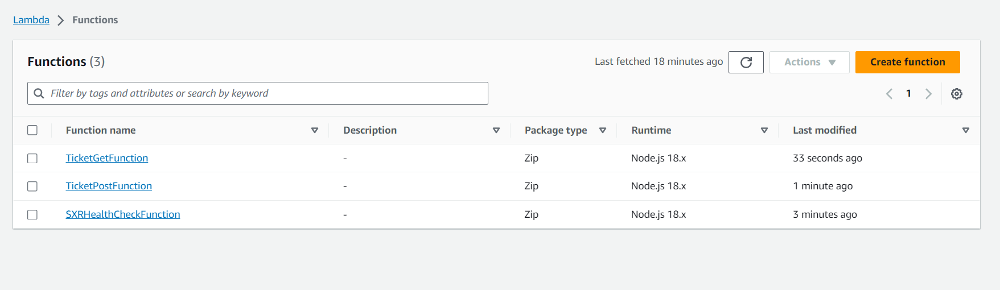 Lambda > Functions
Functions (3) Last fetched 18 minutes ago Actions Create function
Filter by tags and attributes or search by keyword 1
Function name Description Package type Runtime Last modified
TicketGetFunction - Zip Node.js 18.x 33 seconds ago
TicketPostFunction - Zip Node.js 18.x 1 minute ago
SXRHealthCheckFunction - Zip Node.js 18.x 3 minutes ago